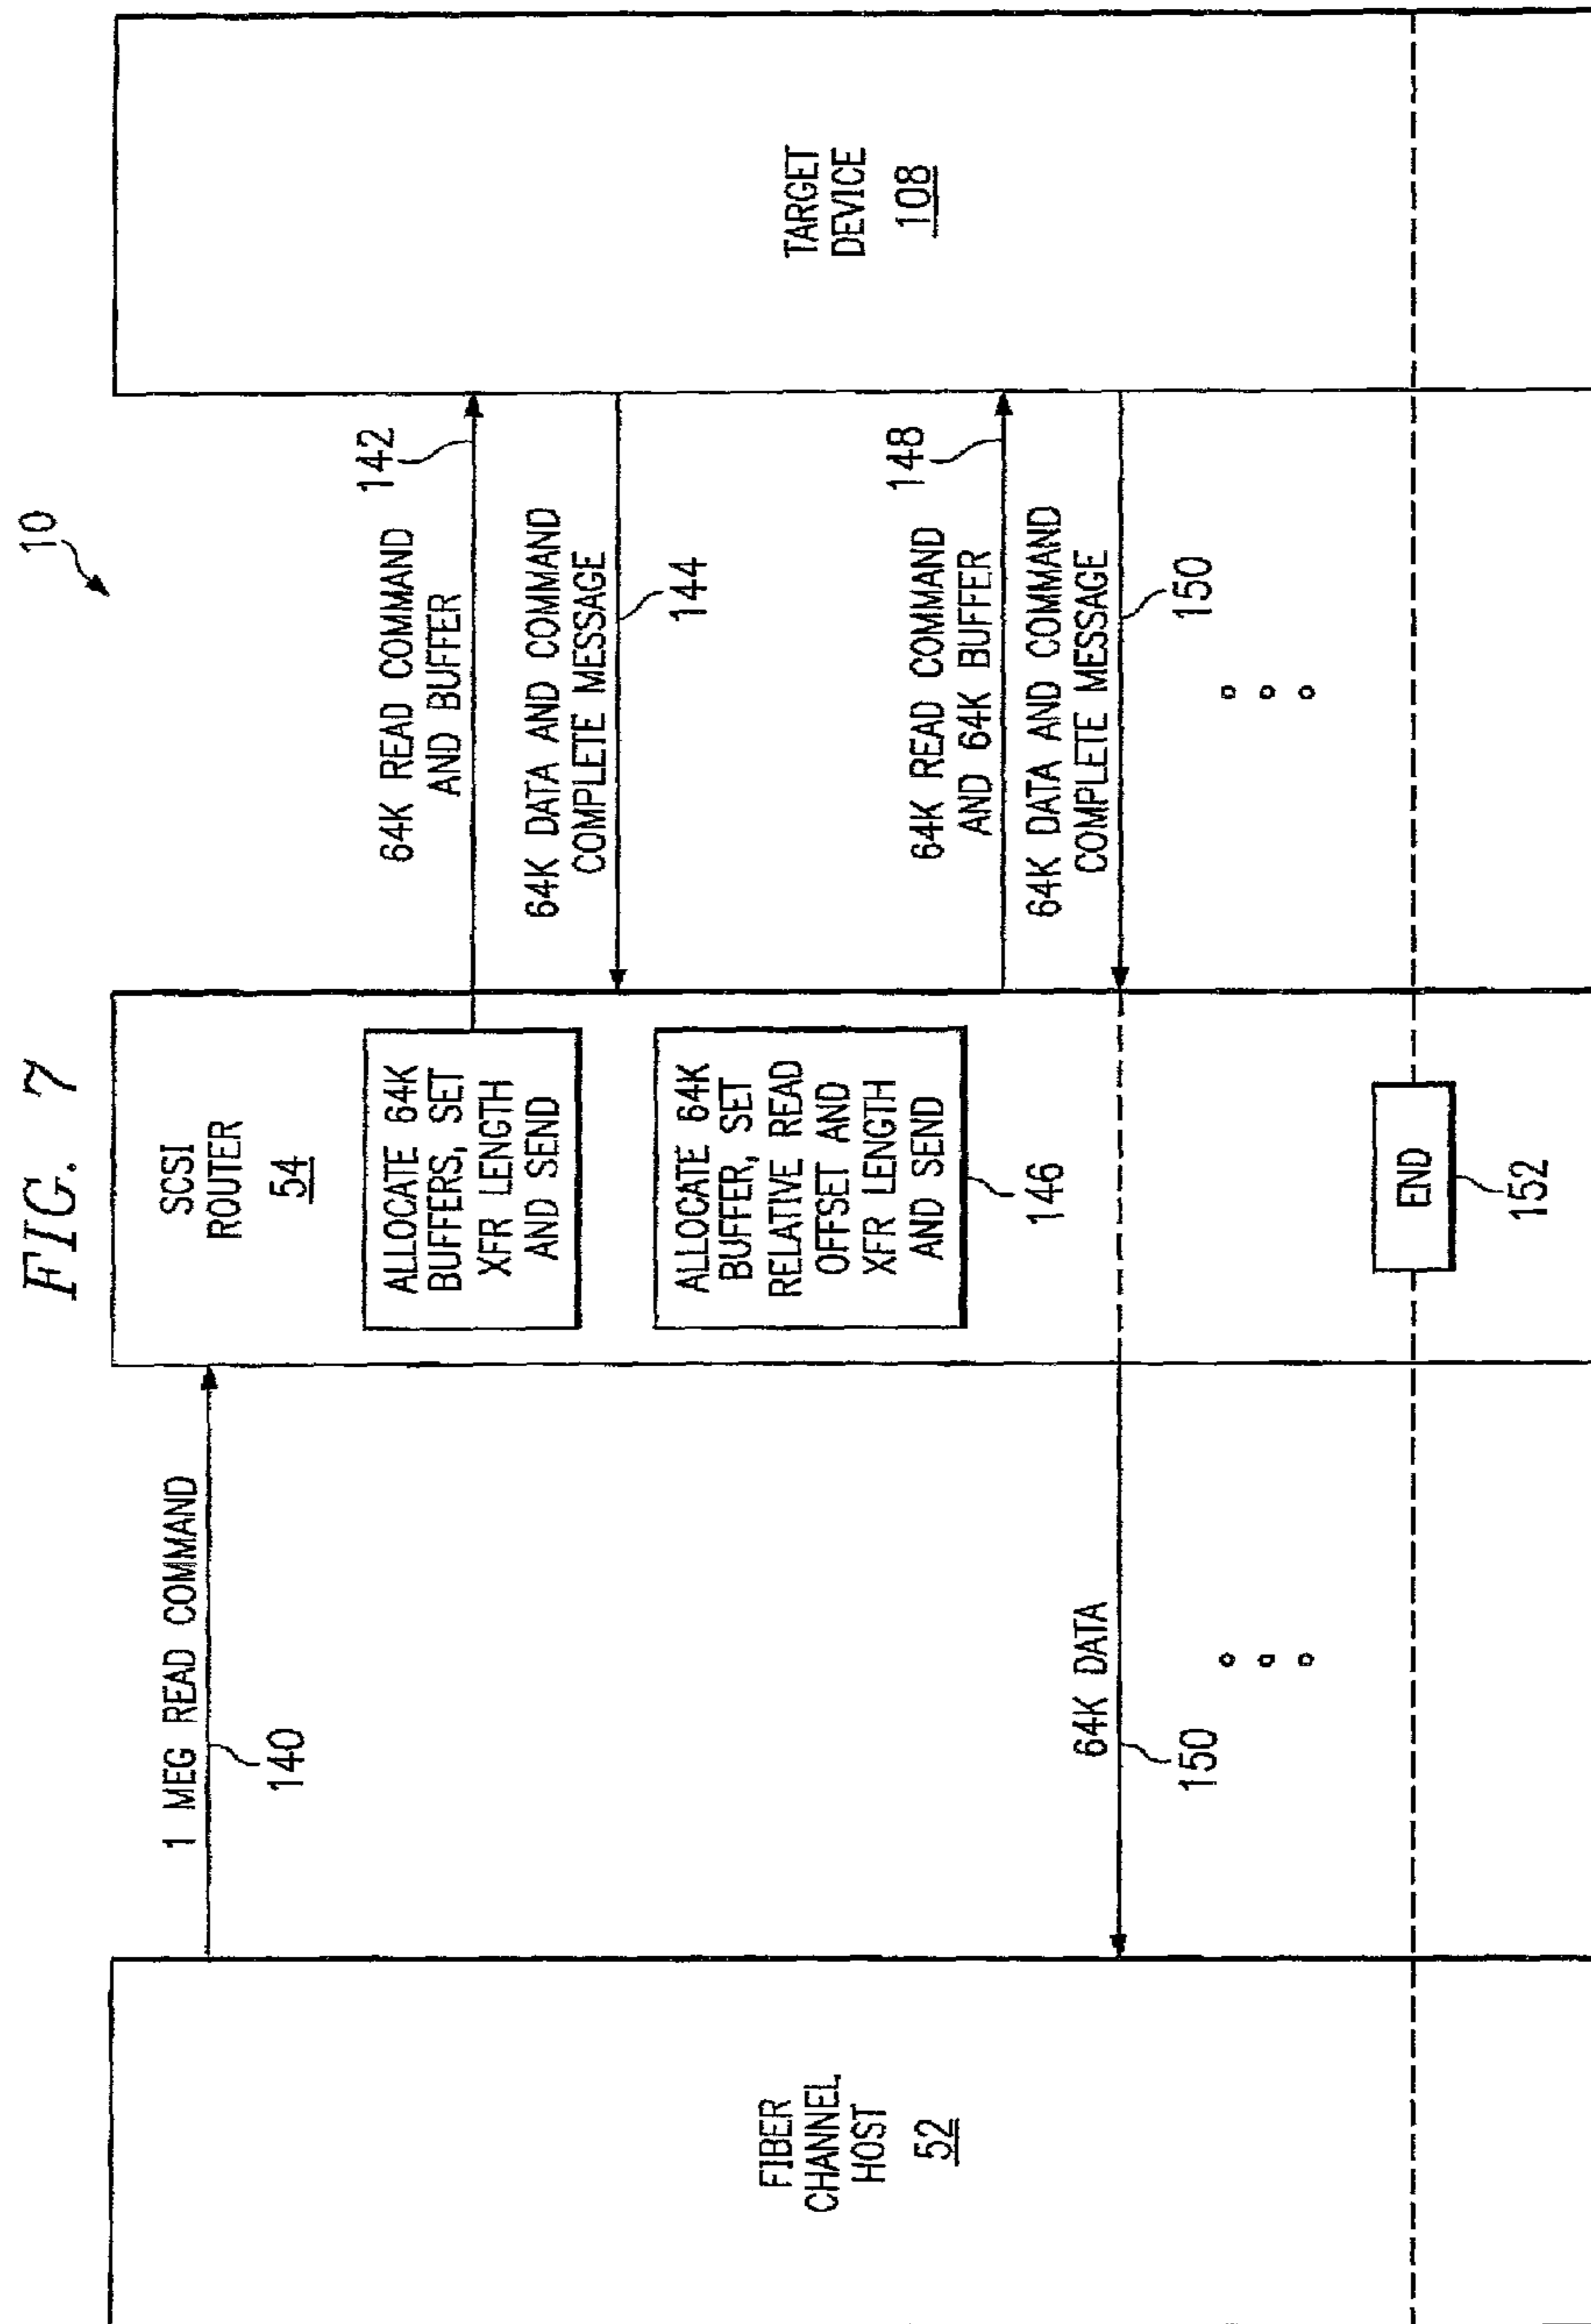 FIG. 7
10
FIBER
CHANNEL
HOST
52
SCSI
ROUTER
54
TARGET
DEVICE
108
1 MEG READ COMMAND
140
ALLOCATE 64K
BUFFERS, SET
XFR LENGTH
AND SEND
64K READ COMMAND
AND BUFFER
142
64K DATA AND COMMAND
COMPLETE MESSAGE
144
ALLOCATE 64K
BUFFER, SET
RELATIVE READ
OFFSET AND
XFR LENGTH
AND SEND
146
64K READ COMMAND
AND 64K BUFFER
148
64K DATA AND COMMAND
COMPLETE MESSAGE
150
64K DATA
150
END
152